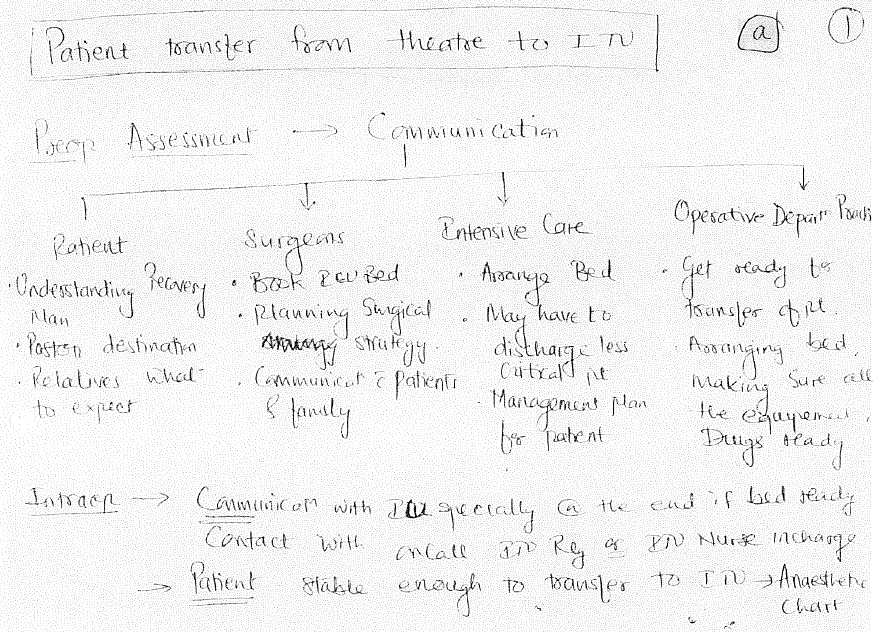 Patient transfer from theatre to ITU
a 1
Preop Assessment → Communication
Patient
· Understanding Recovery
Plan
· Postop destination
· Relatives what
to expect
Surgeons
· Book ICU Bed
· Planning Surgical
strategy.
· Communicat c̄ patients
& family
Intensive Care
· Arrange Bed
· May have to
discharge less
Critical pt
· Management plan
for patient
Operative Depart
· Get ready for
transfer of pt.
· Arranging bed,
making sure all
the equipment,
Drugs ready
Intraop → Communicat with ICU specially @ the end if bed ready
Contact with oncall ITU Reg or ITU Nurse incharge
→ Patient stable enough to transfer to ITU → Anaesthetic
Chart